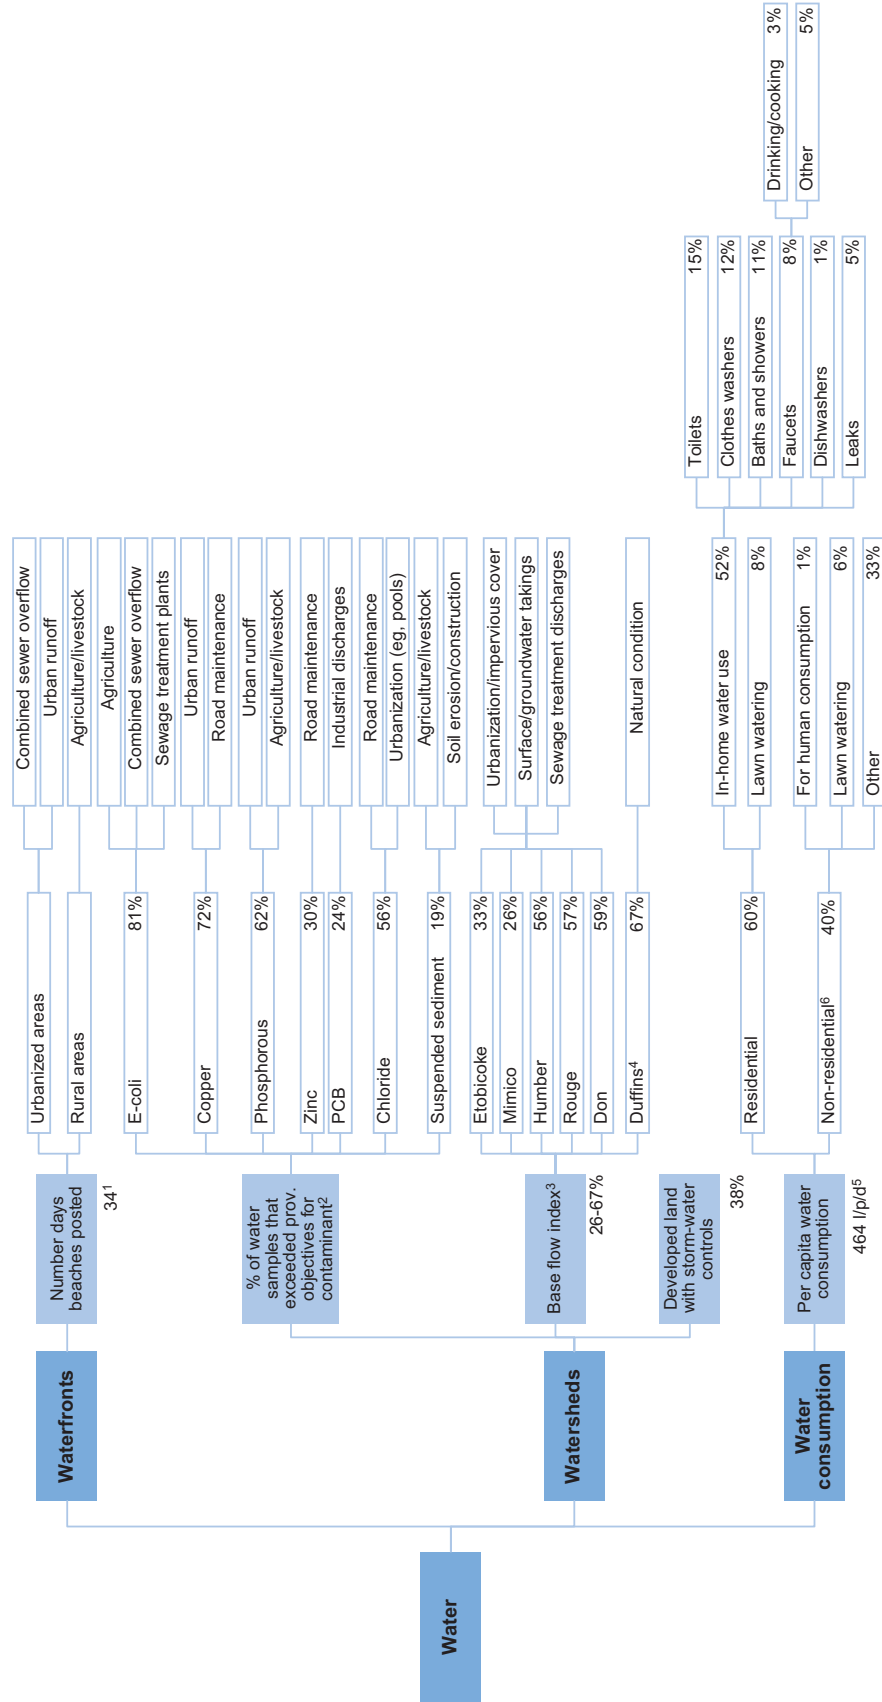 Water
Waterfronts
Number days
beaches posted
34¹
Urbanized areas
Combined sewer overflow
Urban runoff
Rural areas
Agriculture/livestock
Watersheds
% of water
samples that
exceeded prov.
objectives for
contaminant²
E-coli 81%
Agriculture
Combined sewer overflow
Sewage treatment plants
Copper 72%
Urban runoff
Road maintenance
Phosphorous 62%
Urban runoff
Agriculture/livestock
Zinc 30%
Road maintenance
PCB 24%
Industrial discharges
Chloride 56%
Road maintenance
Urbanization (eg, pools)
Suspended sediment 19%
Agriculture/livestock
Soil erosion/construction
Base flow index³
26-67%
Etobicoke 33%
Mimico 26%
Humber 56%
Rouge 57%
Don 59%
Urbanization/impervious cover
Surface/groundwater takings
Sewage treatment discharges
Duffins⁴ 67%
Natural condition
Developed land
with storm-water
controls
38%
Water
consumption
Per capita water
consumption
464 l/p/d⁵
Residential 60%
In-home water use 52%
Toilets 15%
Clothes washers 12%
Baths and showers 11%
Faucets 8%
Drinking/cooking 3%
Other 5%
Dishwashers 1%
Leaks 5%
Lawn watering 8%
Non-residential⁶ 40%
For human consumption 1%
Lawn watering 6%
Other 33%